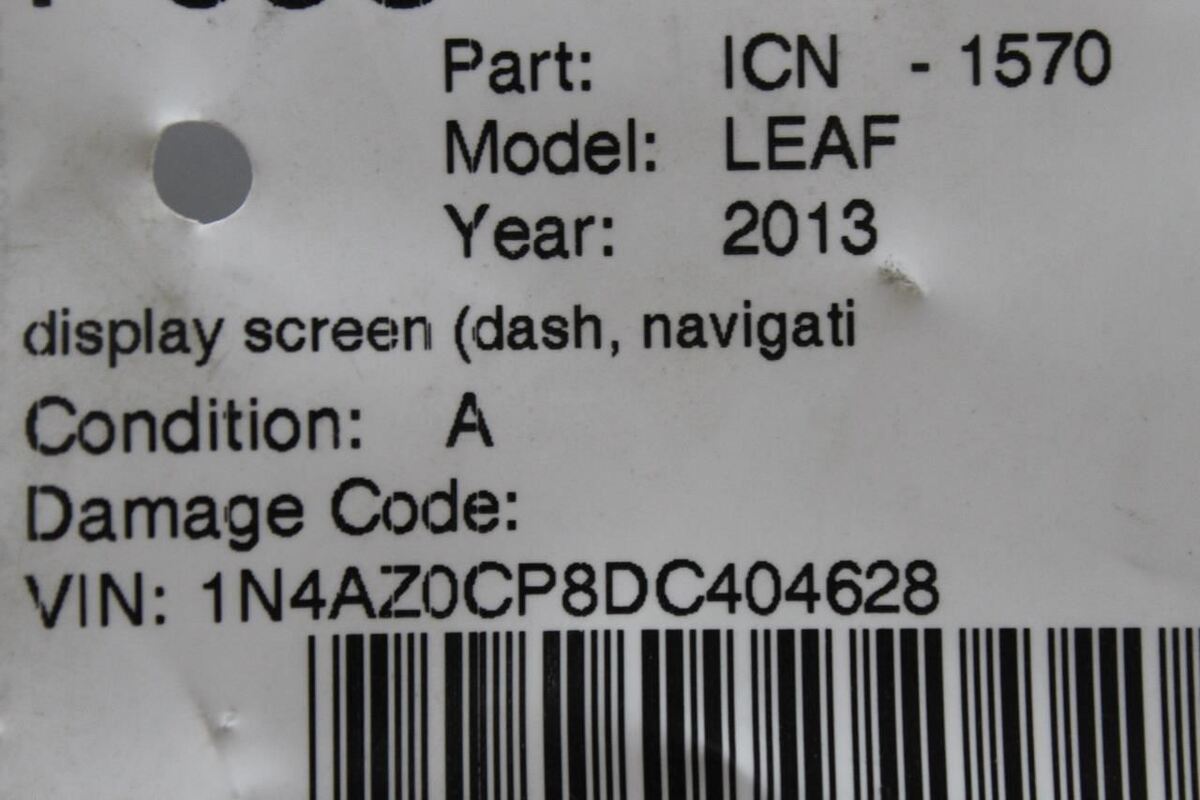 Part: ICN - 1570
Model: LEAF
Year: 2013
display screen (dash, navigati
Condition: A
Damage Code:
VIN: 1N4AZ0CP8DC404628